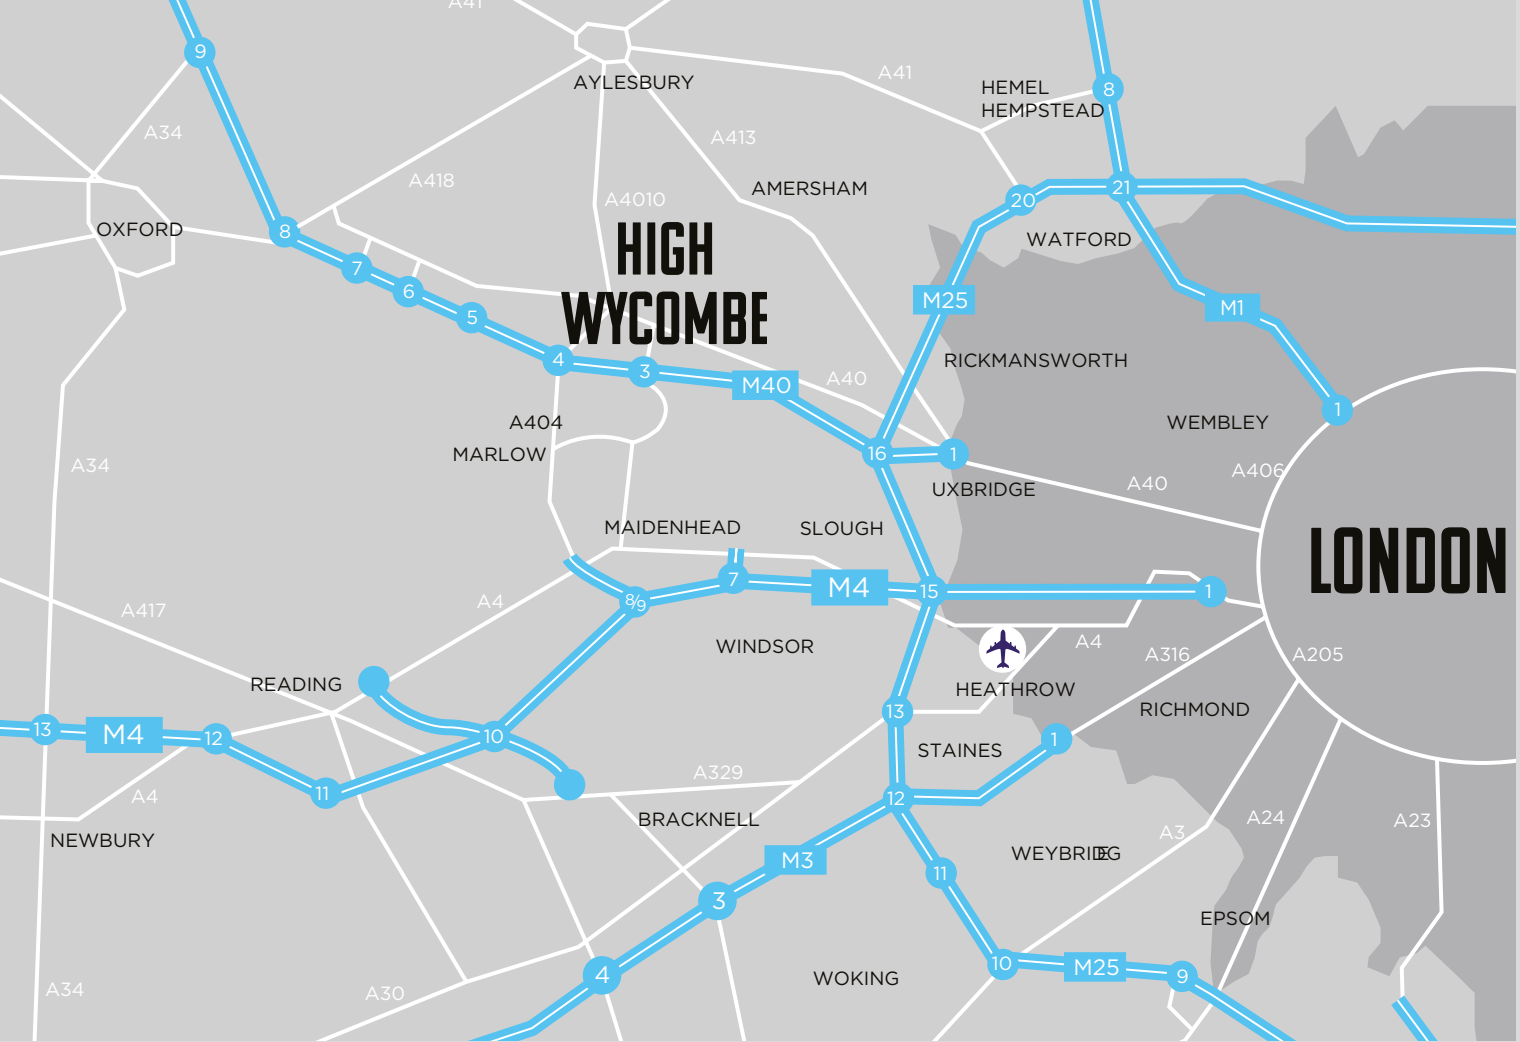 A41
9
AYLESBURY
A41
HEMEL
HEMPSTEAD
8
A34
A413
A418
AMERSHAM
A4010
20
21
OXFORD
8
HIGH
WYCOMBE
WATFORD
7
6
5
M25
M1
4
3
M40
A40
RICKMANSWORTH
1
A404
WEMBLEY
MARLOW
16
1
A34
A406
A40
UXBRIDGE
MAIDENHEAD
SLOUGH
LONDON
7
M4
15
1
8/9
A4
A417
WINDSOR
A4
A316
A205
READING
HEATHROW
13
RICHMOND
13
M4
12
10
STAINES
1
A329
11
A4
12
BRACKNELL
NEWBURY
A3
A24
A23
WEYBRIDGE
M3
11
3
EPSOM
10
M25
9
4
WOKING
A34
A30